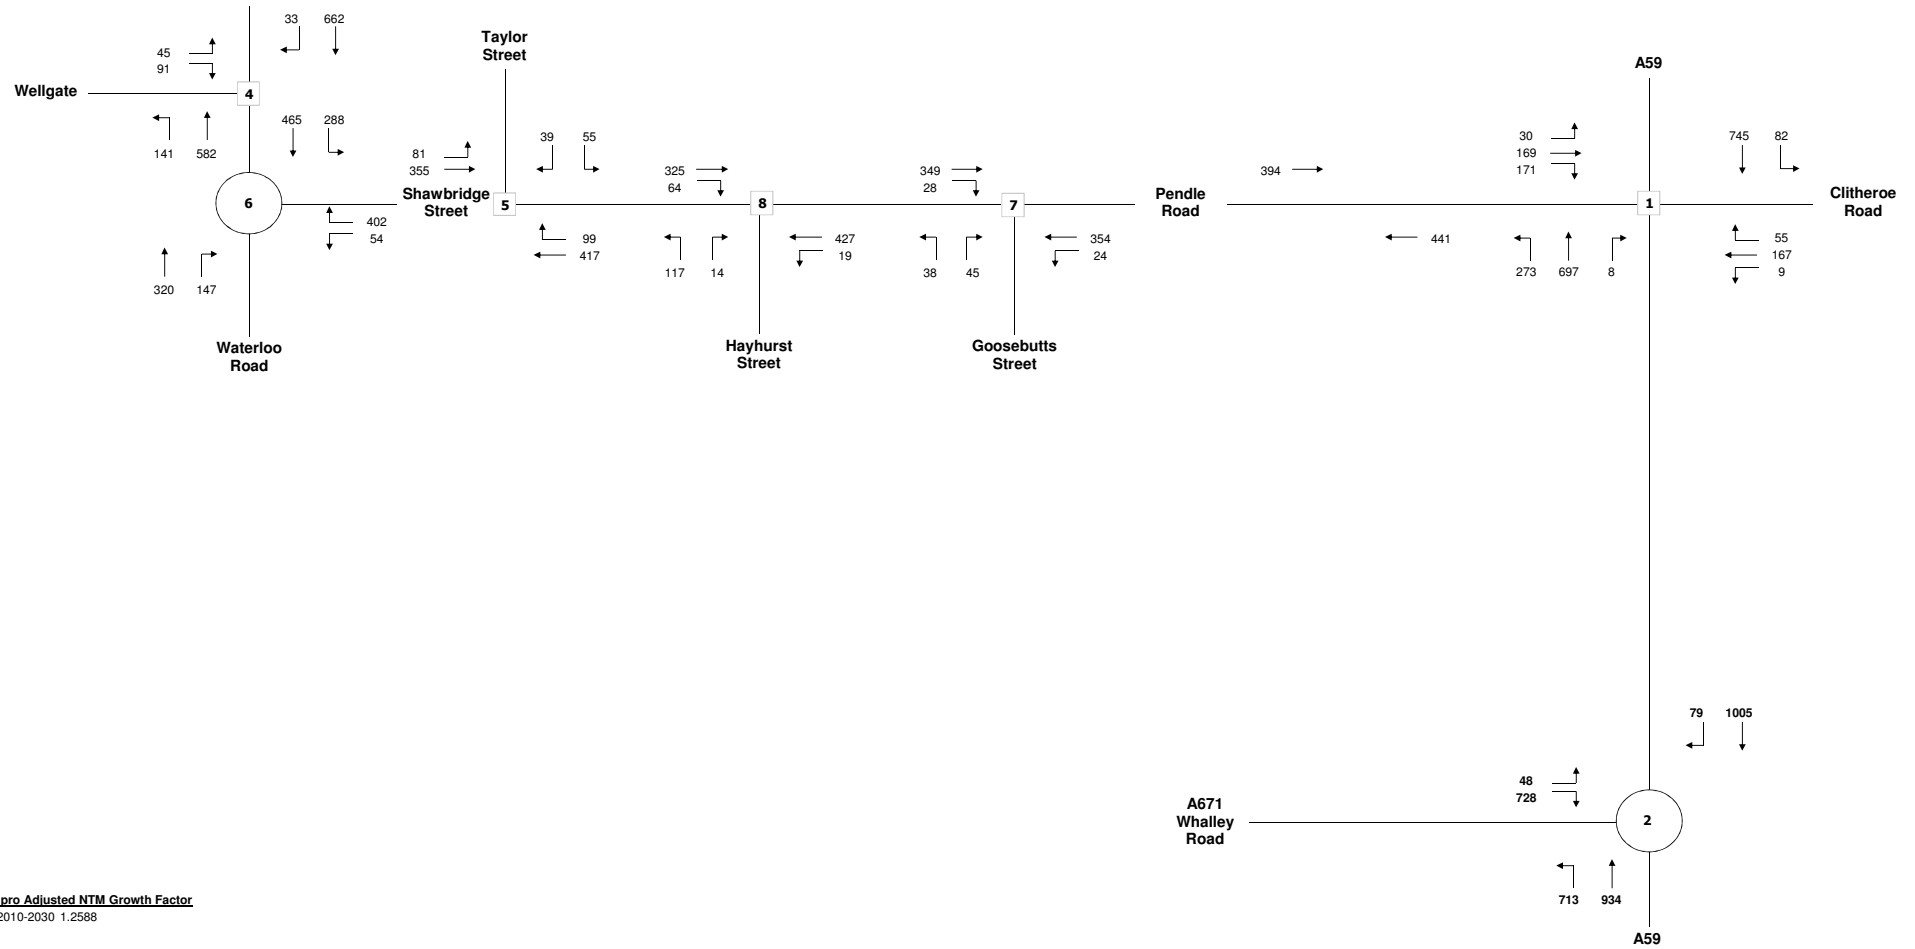 33 662
45
91
Wellgate
4
141 582
465 288
Taylor
Street
81
355
39 55
Shawbridge
Street
5
6
402
54
320 147
Waterloo
Road
99
417
325
64
8
117 14
427
19
Hayhurst
Street
349
28
7
38 45
354
24
Goosebutts
Street
Pendle
Road
394
441
A59
30
169
171
745 82
1
Clitheroe
Road
273 697 8
55
167
9
79 1005
48
728
A671
Whalley
Road
2
713 934
A59
pro Adjusted NTM Growth Factor
2010-2030 1.2588